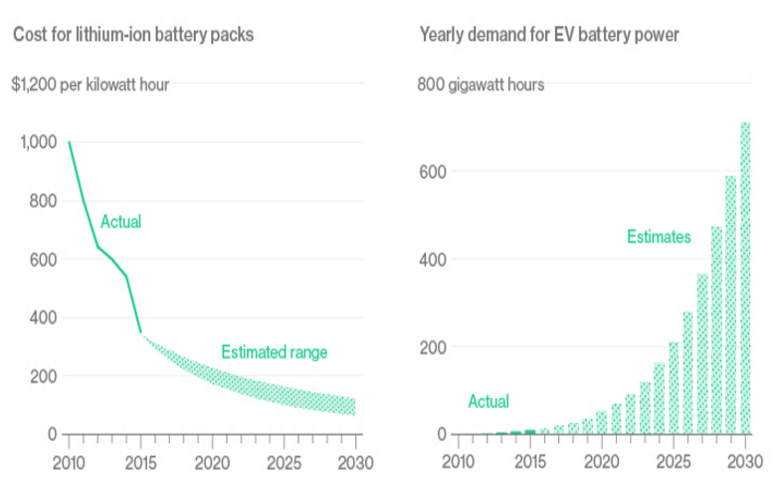 Cost for lithium-ion battery packs
$1,200 per kilowatt hour
1,000
800
Actual
600
400
Estimated range
200
0
2010 2015 2020 2025 2030
Yearly demand for EV battery power
800 gigawatt hours
600
Estimates
400
200
Actual
0
2010 2015 2020 2025 2030